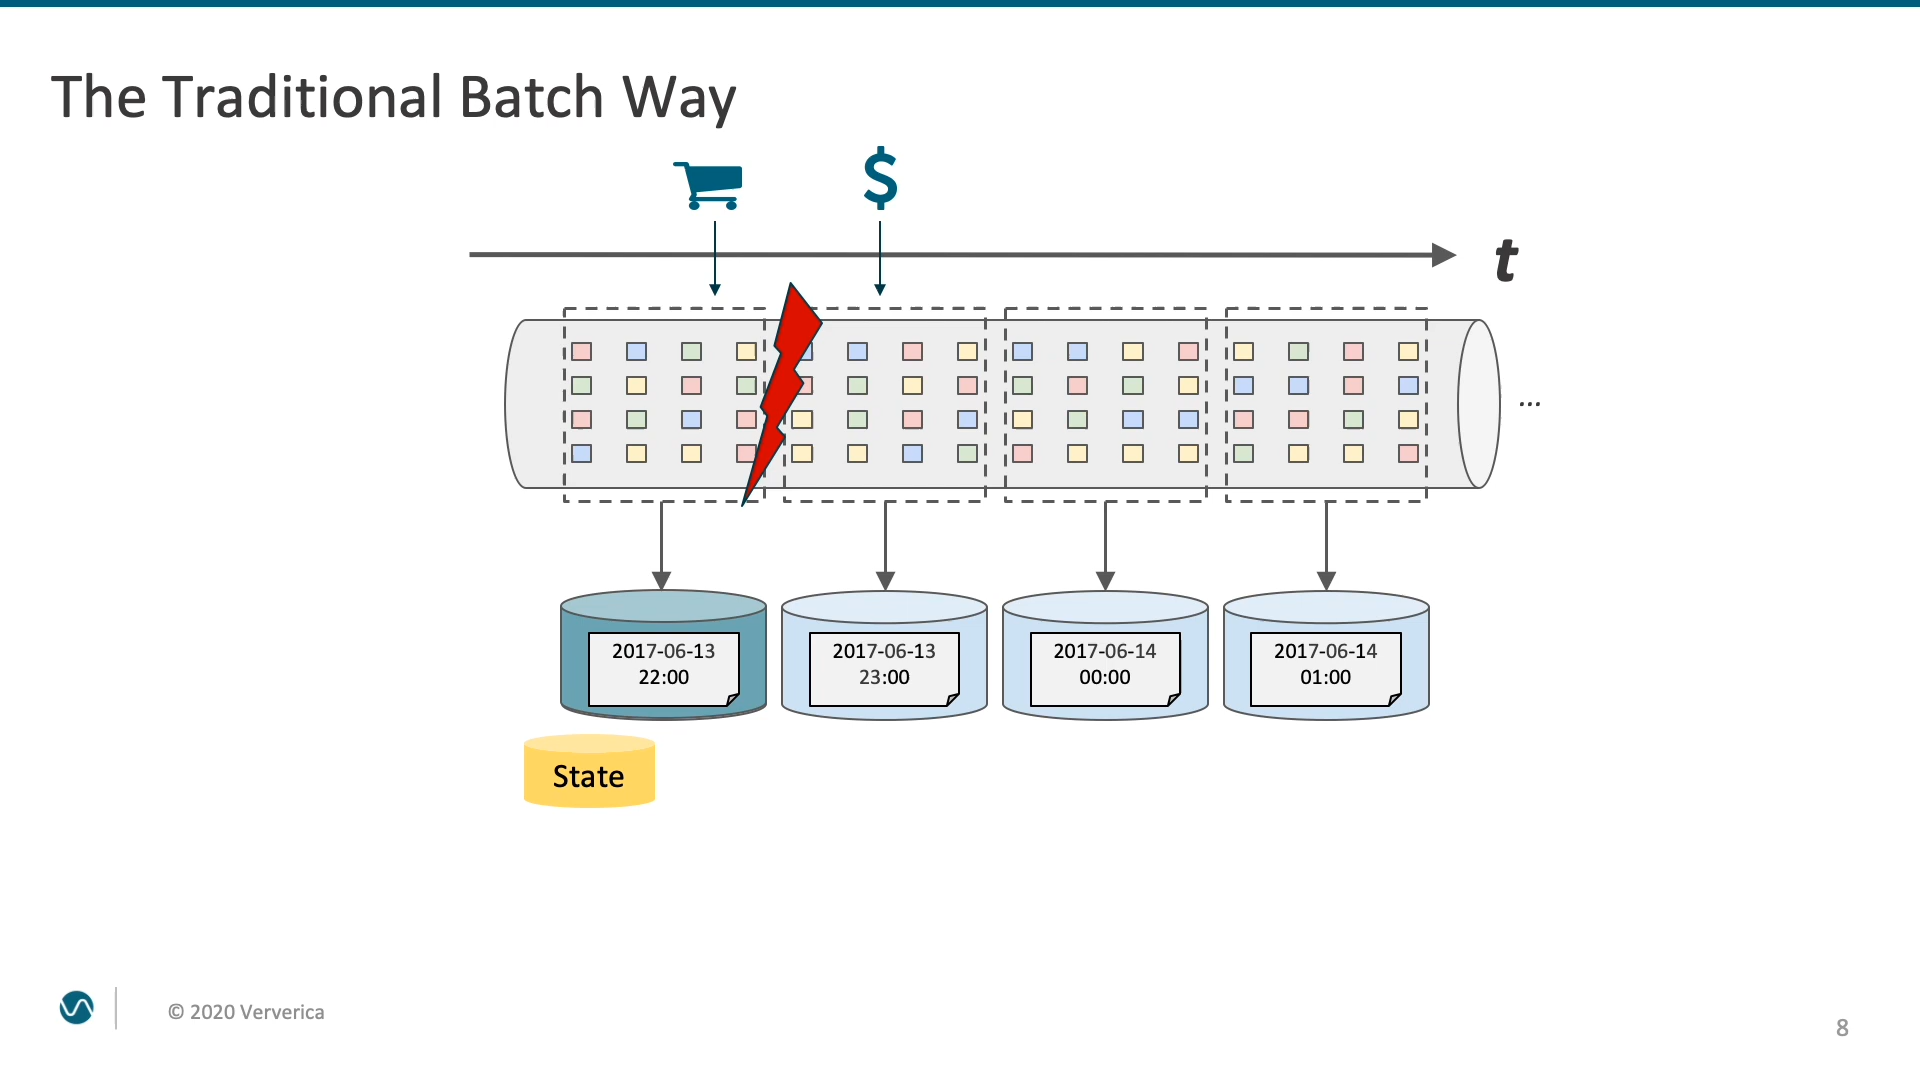 The Traditional Batch Way
$
t
...
2017-06-13
22:00
2017-06-13
23:00
2017-06-14
00:00
2017-06-14
01:00
State
© 2020 Ververica
8